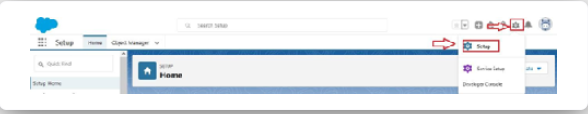 Search Setup
Setup Home Object Manager
Setup
Quick Find
SETUP
Home
Service Setup
Setup Home
Developer Console